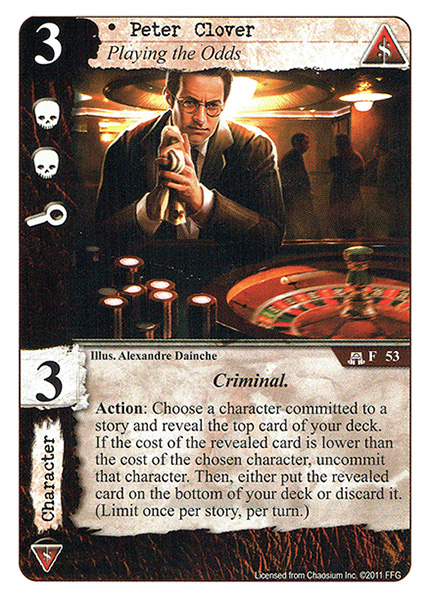 3
• Peter Clover
Playing the Odds
Illus. Alexandre Dainche
F 53
3
Character
Criminal.
Action: Choose a character committed to a
story and reveal the top card of your deck.
If the cost of the revealed card is lower than
the cost of the chosen character, uncommit
that character. Then, either put the revealed
card on the bottom of your deck or discard it.
(Limit once per story, per turn.)
Licensed from Chaosium Inc. ©2011 FFG